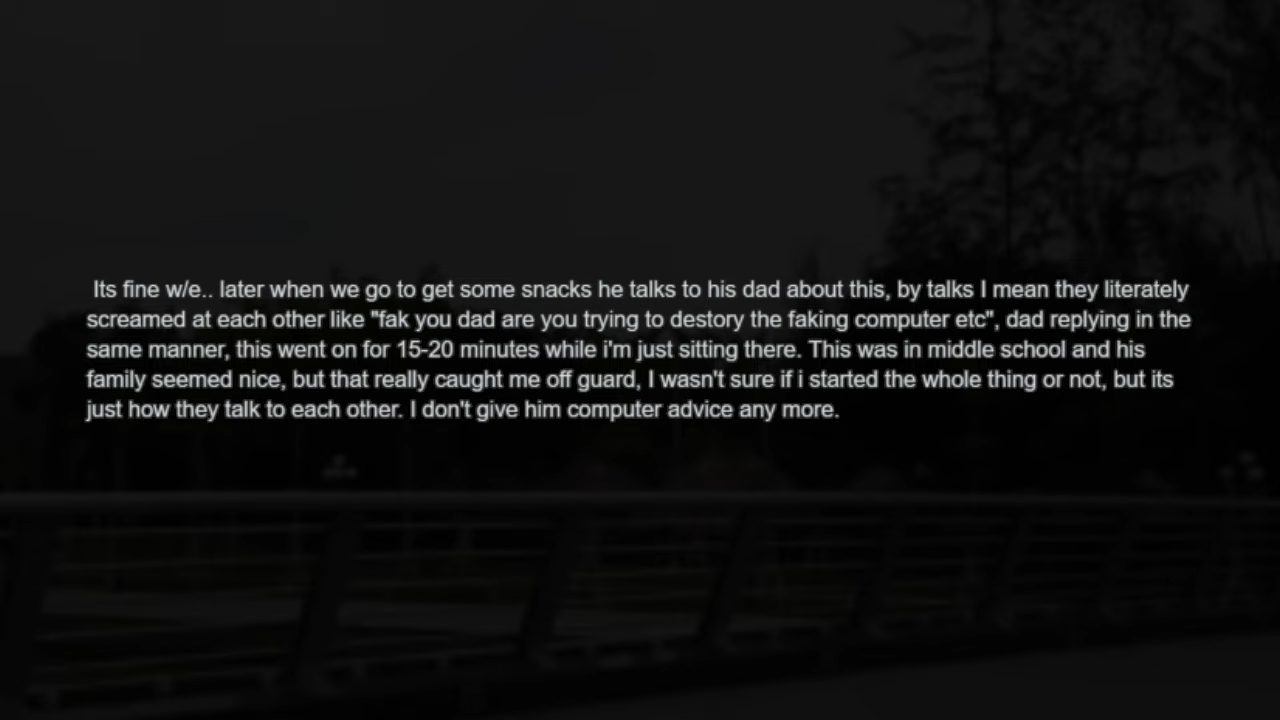 Its fine w/e.. later when we go to get some snacks he talks to his dad about this, by talks I mean they literately
screamed at each other like "fak you dad are you trying to destory the faking computer etc", dad replying in the
same manner, this went on for 15-20 minutes while i'm just sitting there. This was in middle school and his
family seemed nice, but that really caught me off guard, I wasn't sure if i started the whole thing or not, but its
just how they talk to each other. I don't give him computer advice any more.